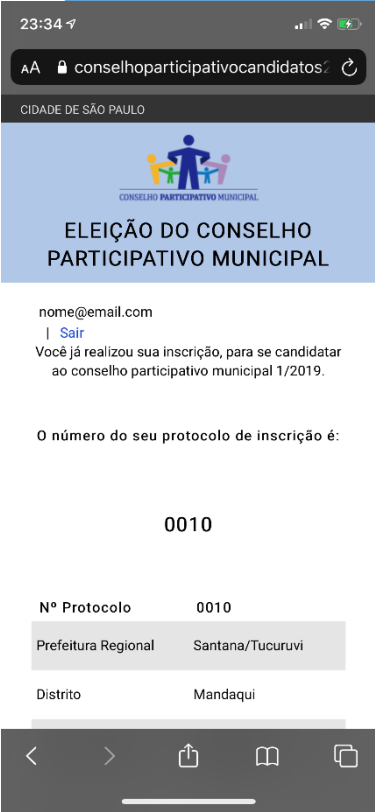 23:34
AA conselhoparticipativocandidatos2
CIDADE DE SÃO PAULO
CONSELHO PARTICIPATIVO MUNICIPAL
ELEIÇÃO DO CONSELHO
PARTICIPATIVO MUNICIPAL
nome@email.com
| Sair
Você já realizou sua inscrição, para se candidatar
ao conselho participativo municipal 1/2019.
O número do seu protocolo de inscrição é:
0010
Nº Protocolo 0010
Prefeitura Regional Santana/Tucuruvi
Distrito Mandaqui